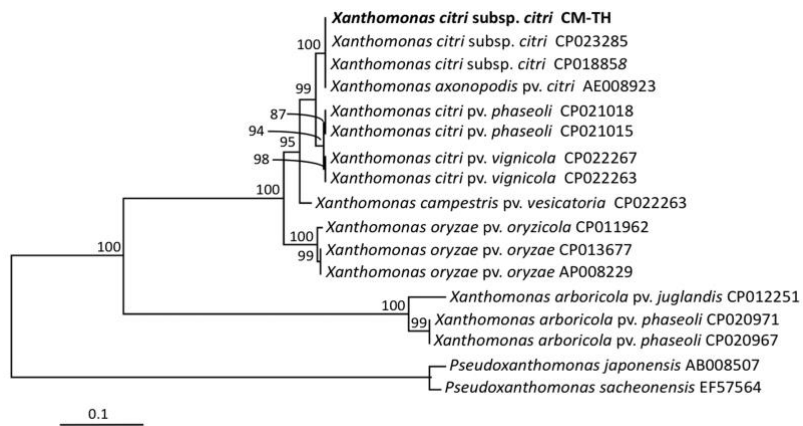 Xanthomonas citri subsp. citri CM-TH
100
Xanthomonas citri subsp. citri CP023285
Xanthomonas citri subsp. citri CP018858
99
Xanthomonas axonopodis pv. citri AE008923
87
Xanthomonas citri pv. phaseoli CP021018
94
Xanthomonas citri pv. phaseoli CP021015
95
98
Xanthomonas citri pv. vignicola CP022267
Xanthomonas citri pv. vignicola CP022263
100
Xanthomonas campestris pv. vesicatoria CP022263
Xanthomonas oryzae pv. oryzicola CP011962
100
100
Xanthomonas oryzae pv. oryzae CP013677
99
Xanthomonas oryzae pv. oryzae AP008229
Xanthomonas arboricola pv. juglandis CP012251
100
Xanthomonas arboricola pv. phaseoli CP020971
99
Xanthomonas arboricola pv. phaseoli CP020967
Pseudoxanthomonas japonensis AB008507
Pseudoxanthomonas sacheonensis EF57564
0.1